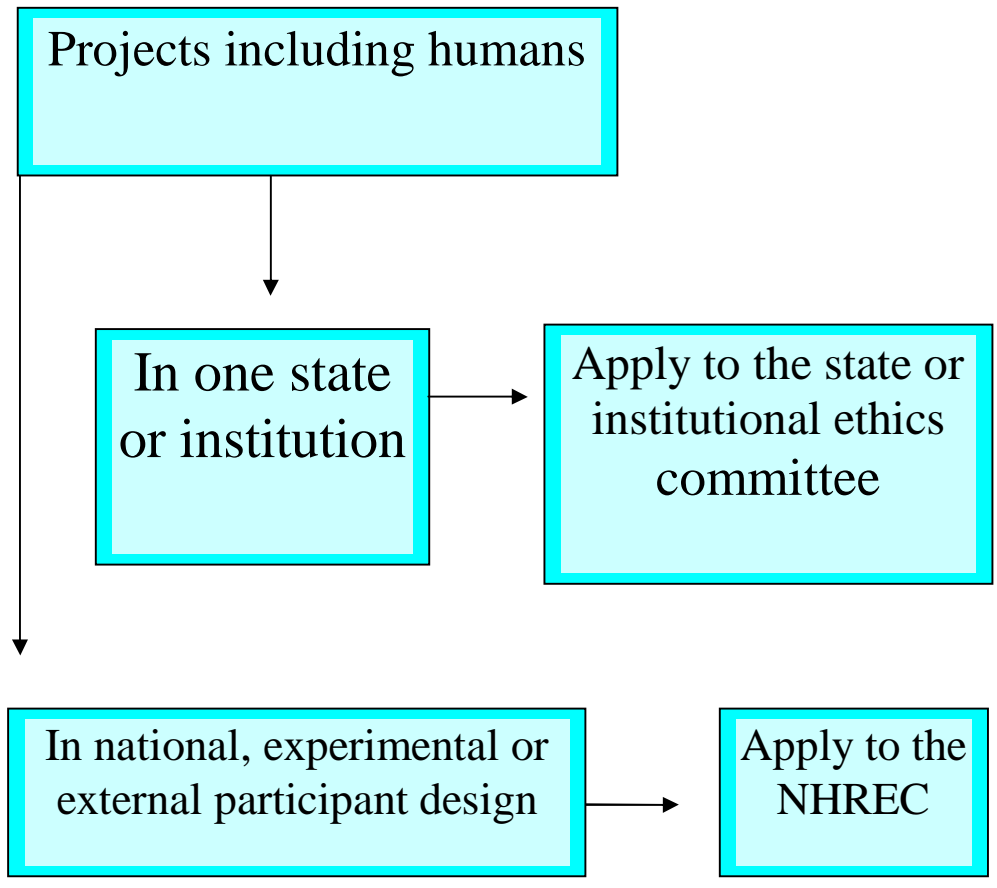 Projects including humans
In one state
or institution
Apply to the state or
institutional ethics
committee
In national, experimental or
external participant design
Apply to the
NHREC